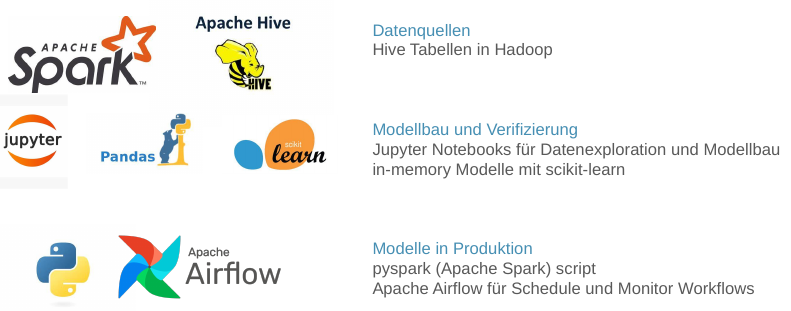 APACHE
Spark™
Apache Hive
HIVE
Datenquellen
Hive Tabellen in Hadoop
jupyter
Pandas
scikit
learn
Modellbau und Verifizierung
Jupyter Notebooks für Datenexploration und Modellbau
in-memory Modelle mit scikit-learn
Apache
Airflow
Modelle in Produktion
pyspark (Apache Spark) script
Apache Airflow für Schedule und Monitor Workflows